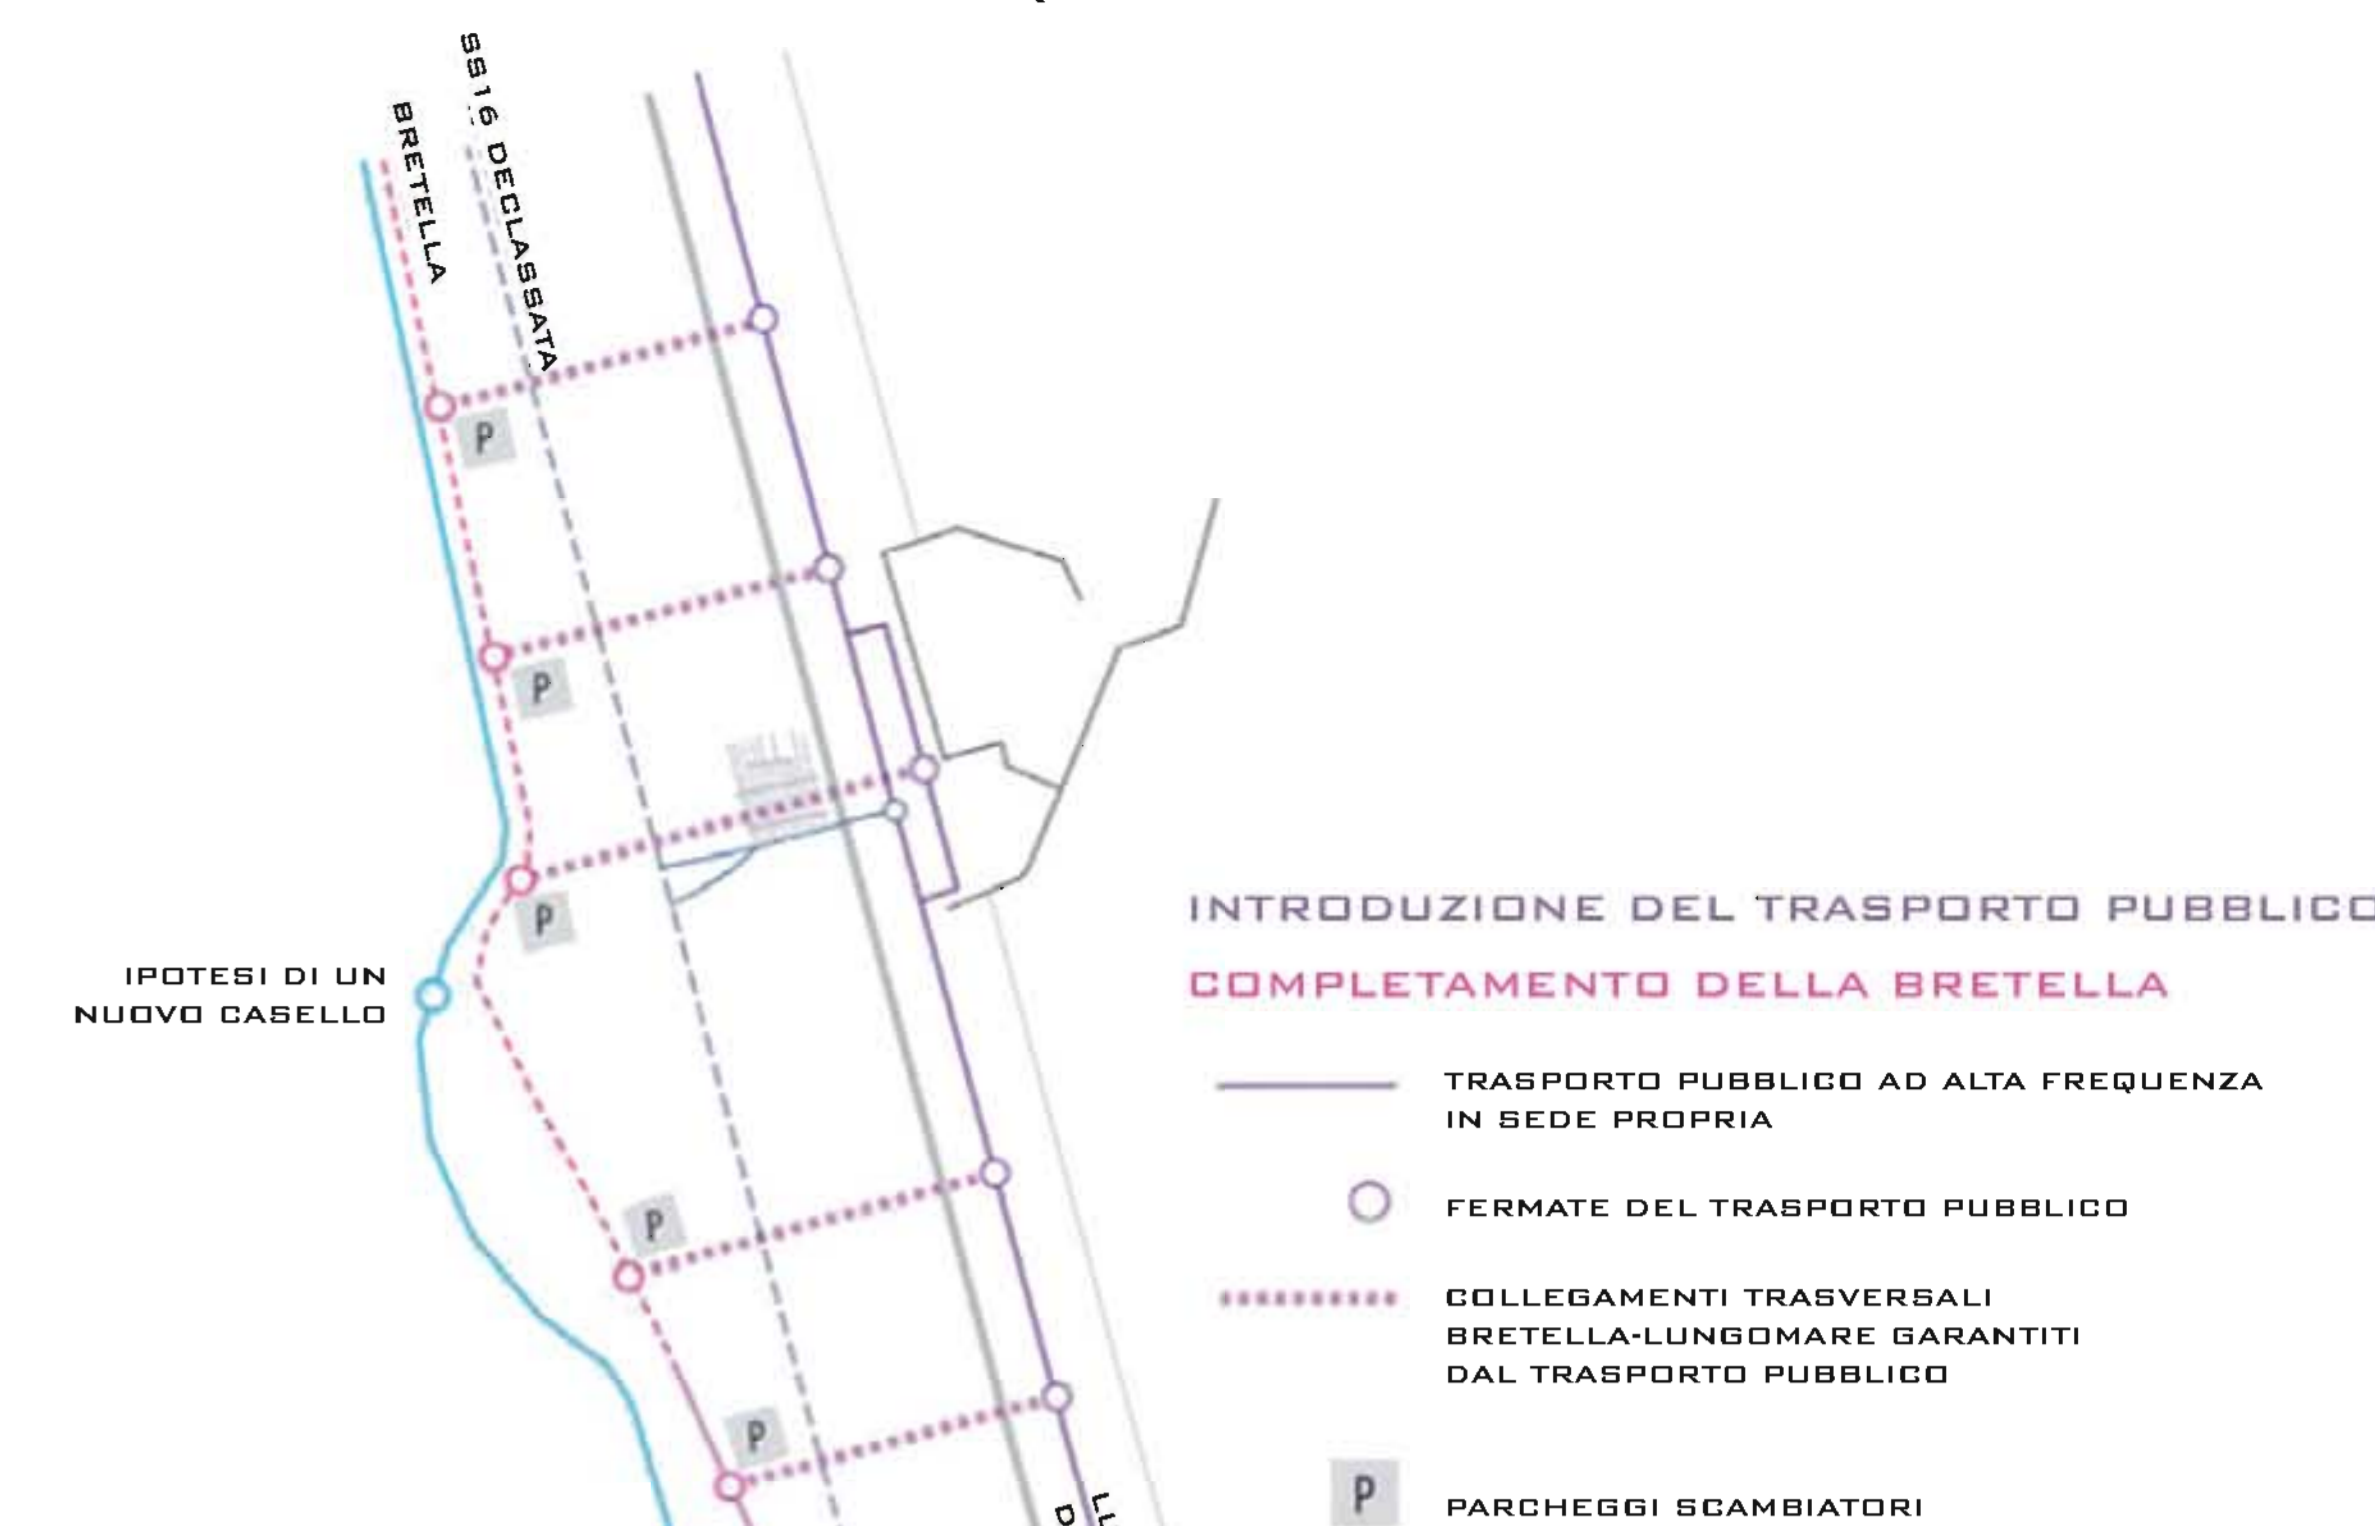 SS16 DECLASSATA
BRETELLA
P
P
P
IPOTESI DI UN
NUOVO CASELLO
P
P
INTRODUZIONE DEL TRASPORTO PUBBLICO
COMPLETAMENTO DELLA BRETELLA
TRASPORTO PUBBLICO AD ALTA FREQUENZA
IN SEDE PROPRIA
FERMATE DEL TRASPORTO PUBBLICO
COLLEGAMENTI TRASVERSALI
BRETELLA-LUNGOMARE GARANTITI
DAL TRASPORTO PUBBLICO
P
PARCHEGGI SCAMBIATORI